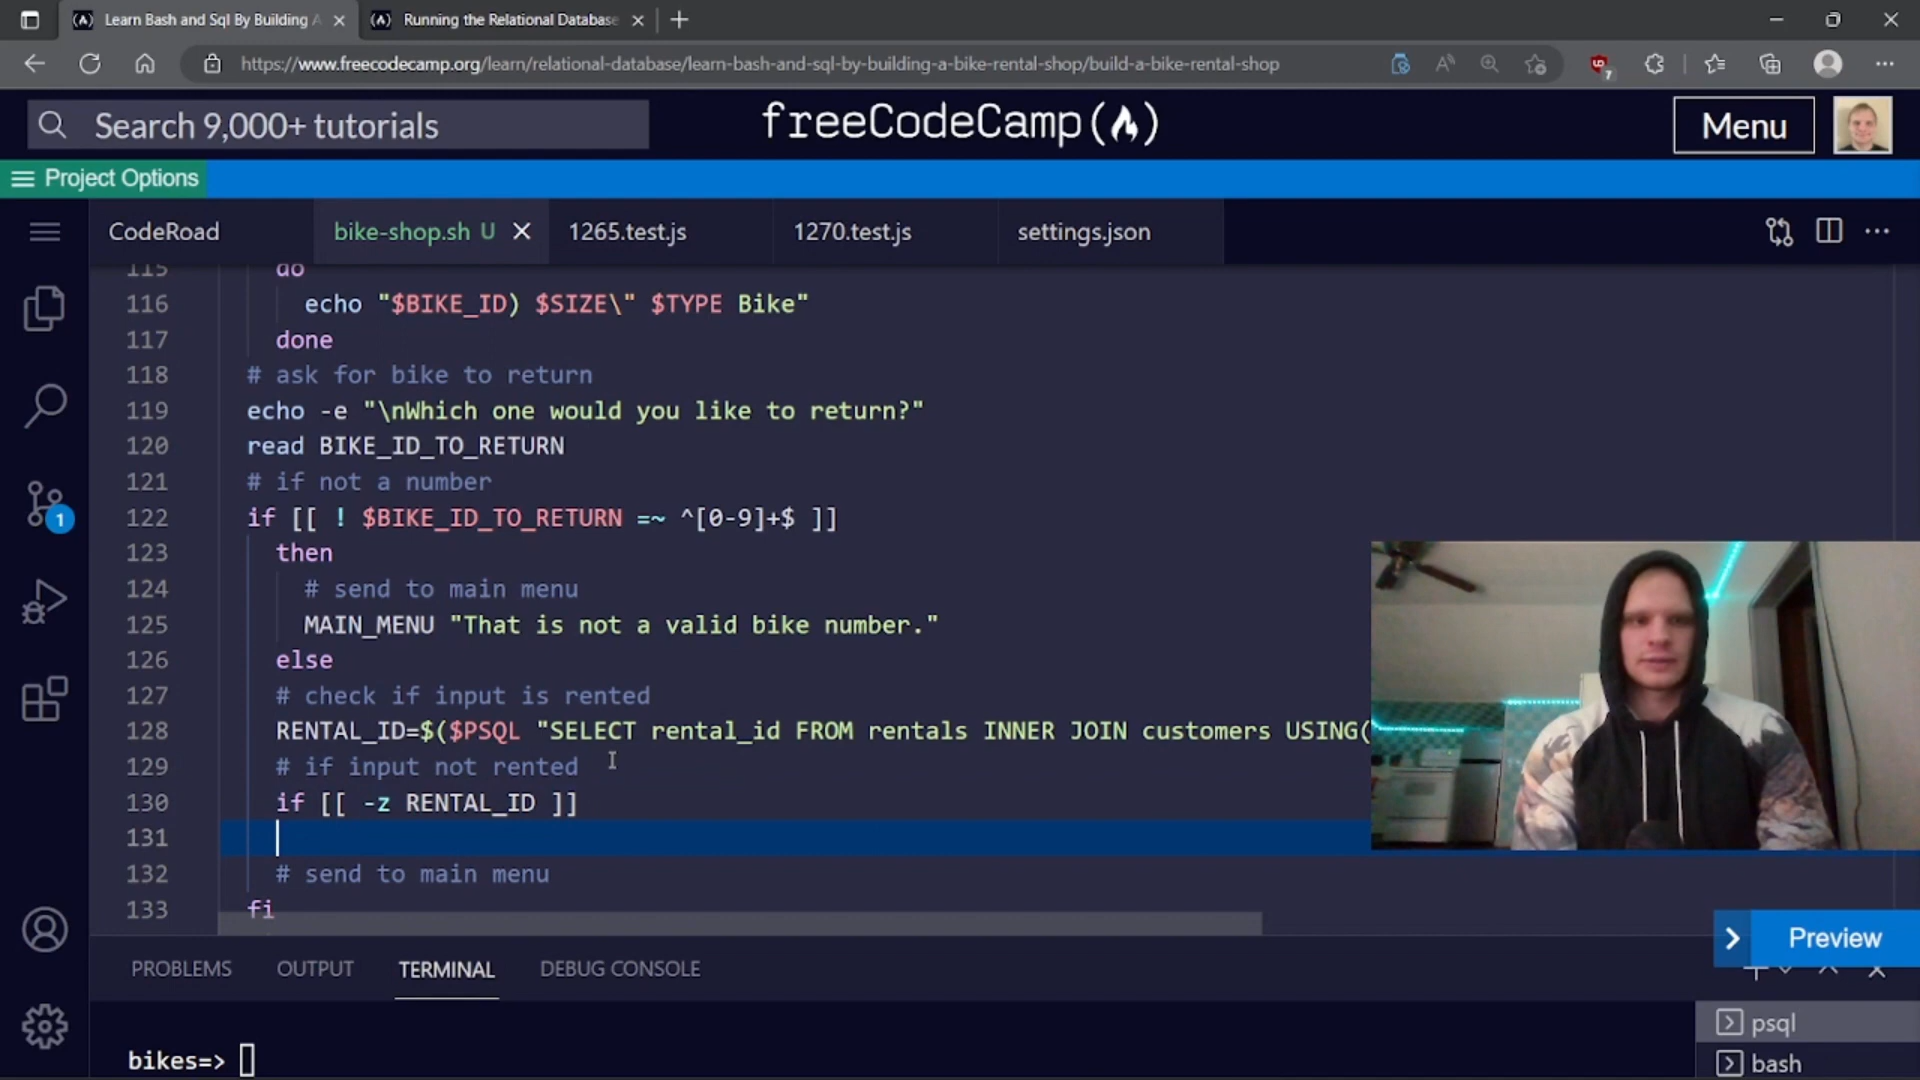 Learn Bash and Sql By Building A
Running the Relational Database
https://www.freecodecamp.org/learn/relational-database/learn-bash-and-sql-by-building-a-bike-rental-shop/build-a-bike-rental-shop
7
Search 9,000+ tutorials
freeCodeCamp
Menu
Project Options
CodeRoad
bike-shop.sh U
1265.test.js
1270.test.js
settings.json
115 do
116 echo "$BIKE_ID) $SIZE\" $TYPE Bike"
117 done
118 # ask for bike to return
119 echo -e "\nWhich one would you like to return?"
120 read BIKE_ID_TO_RETURN
121 # if not a number
122 if [[ ! $BIKE_ID_TO_RETURN =~ ^[0-9]+$ ]]
123 then
124 # send to main menu
125 MAIN_MENU "That is not a valid bike number."
126 else
127 # check if input is rented
128 RENTAL_ID=$($PSQL "SELECT rental_id FROM rentals INNER JOIN customers USING(
129 # if input not rented
130 if [[ -z RENTAL_ID ]]
131
132 # send to main menu
133 fi
1
Preview
PROBLEMS
OUTPUT
TERMINAL
DEBUG CONSOLE
bikes=>
psql
bash